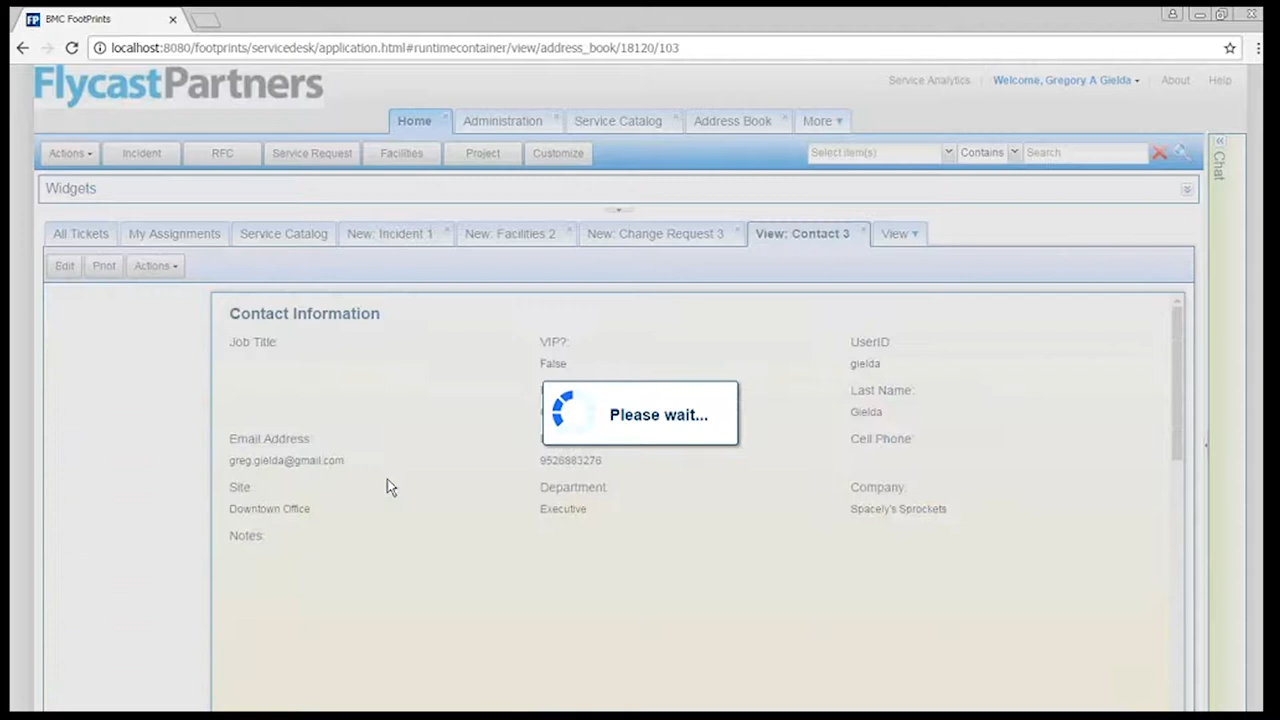 FP BMC FootPrints
localhost:8080/footprints/servicedesk/application.html#runtimecontainer/view/address_book/18120/103
FlycastPartners
Service Analytics Welcome, Gregory A Gielda About Help
Home Administration Service Catalog Address Book More
Actions Incident RFC Service Request Facilities Project Customize Select item(s) Contains Search
Chat
Widgets
All Tickets My Assignments Service Catalog New: Incident 1 New: Facilities 2 New: Change Request 3 View: Contact 3 View
Edit Print Actions
Contact Information
Job Title: VIP?: UserID:
False gielda
Last Name:
Gielda
Please wait...
Email Address: Cell Phone:
greg.gielda@gmail.com 9526883276
Site: Department: Company:
Downtown Office Executive Spacely's Sprockets
Notes: